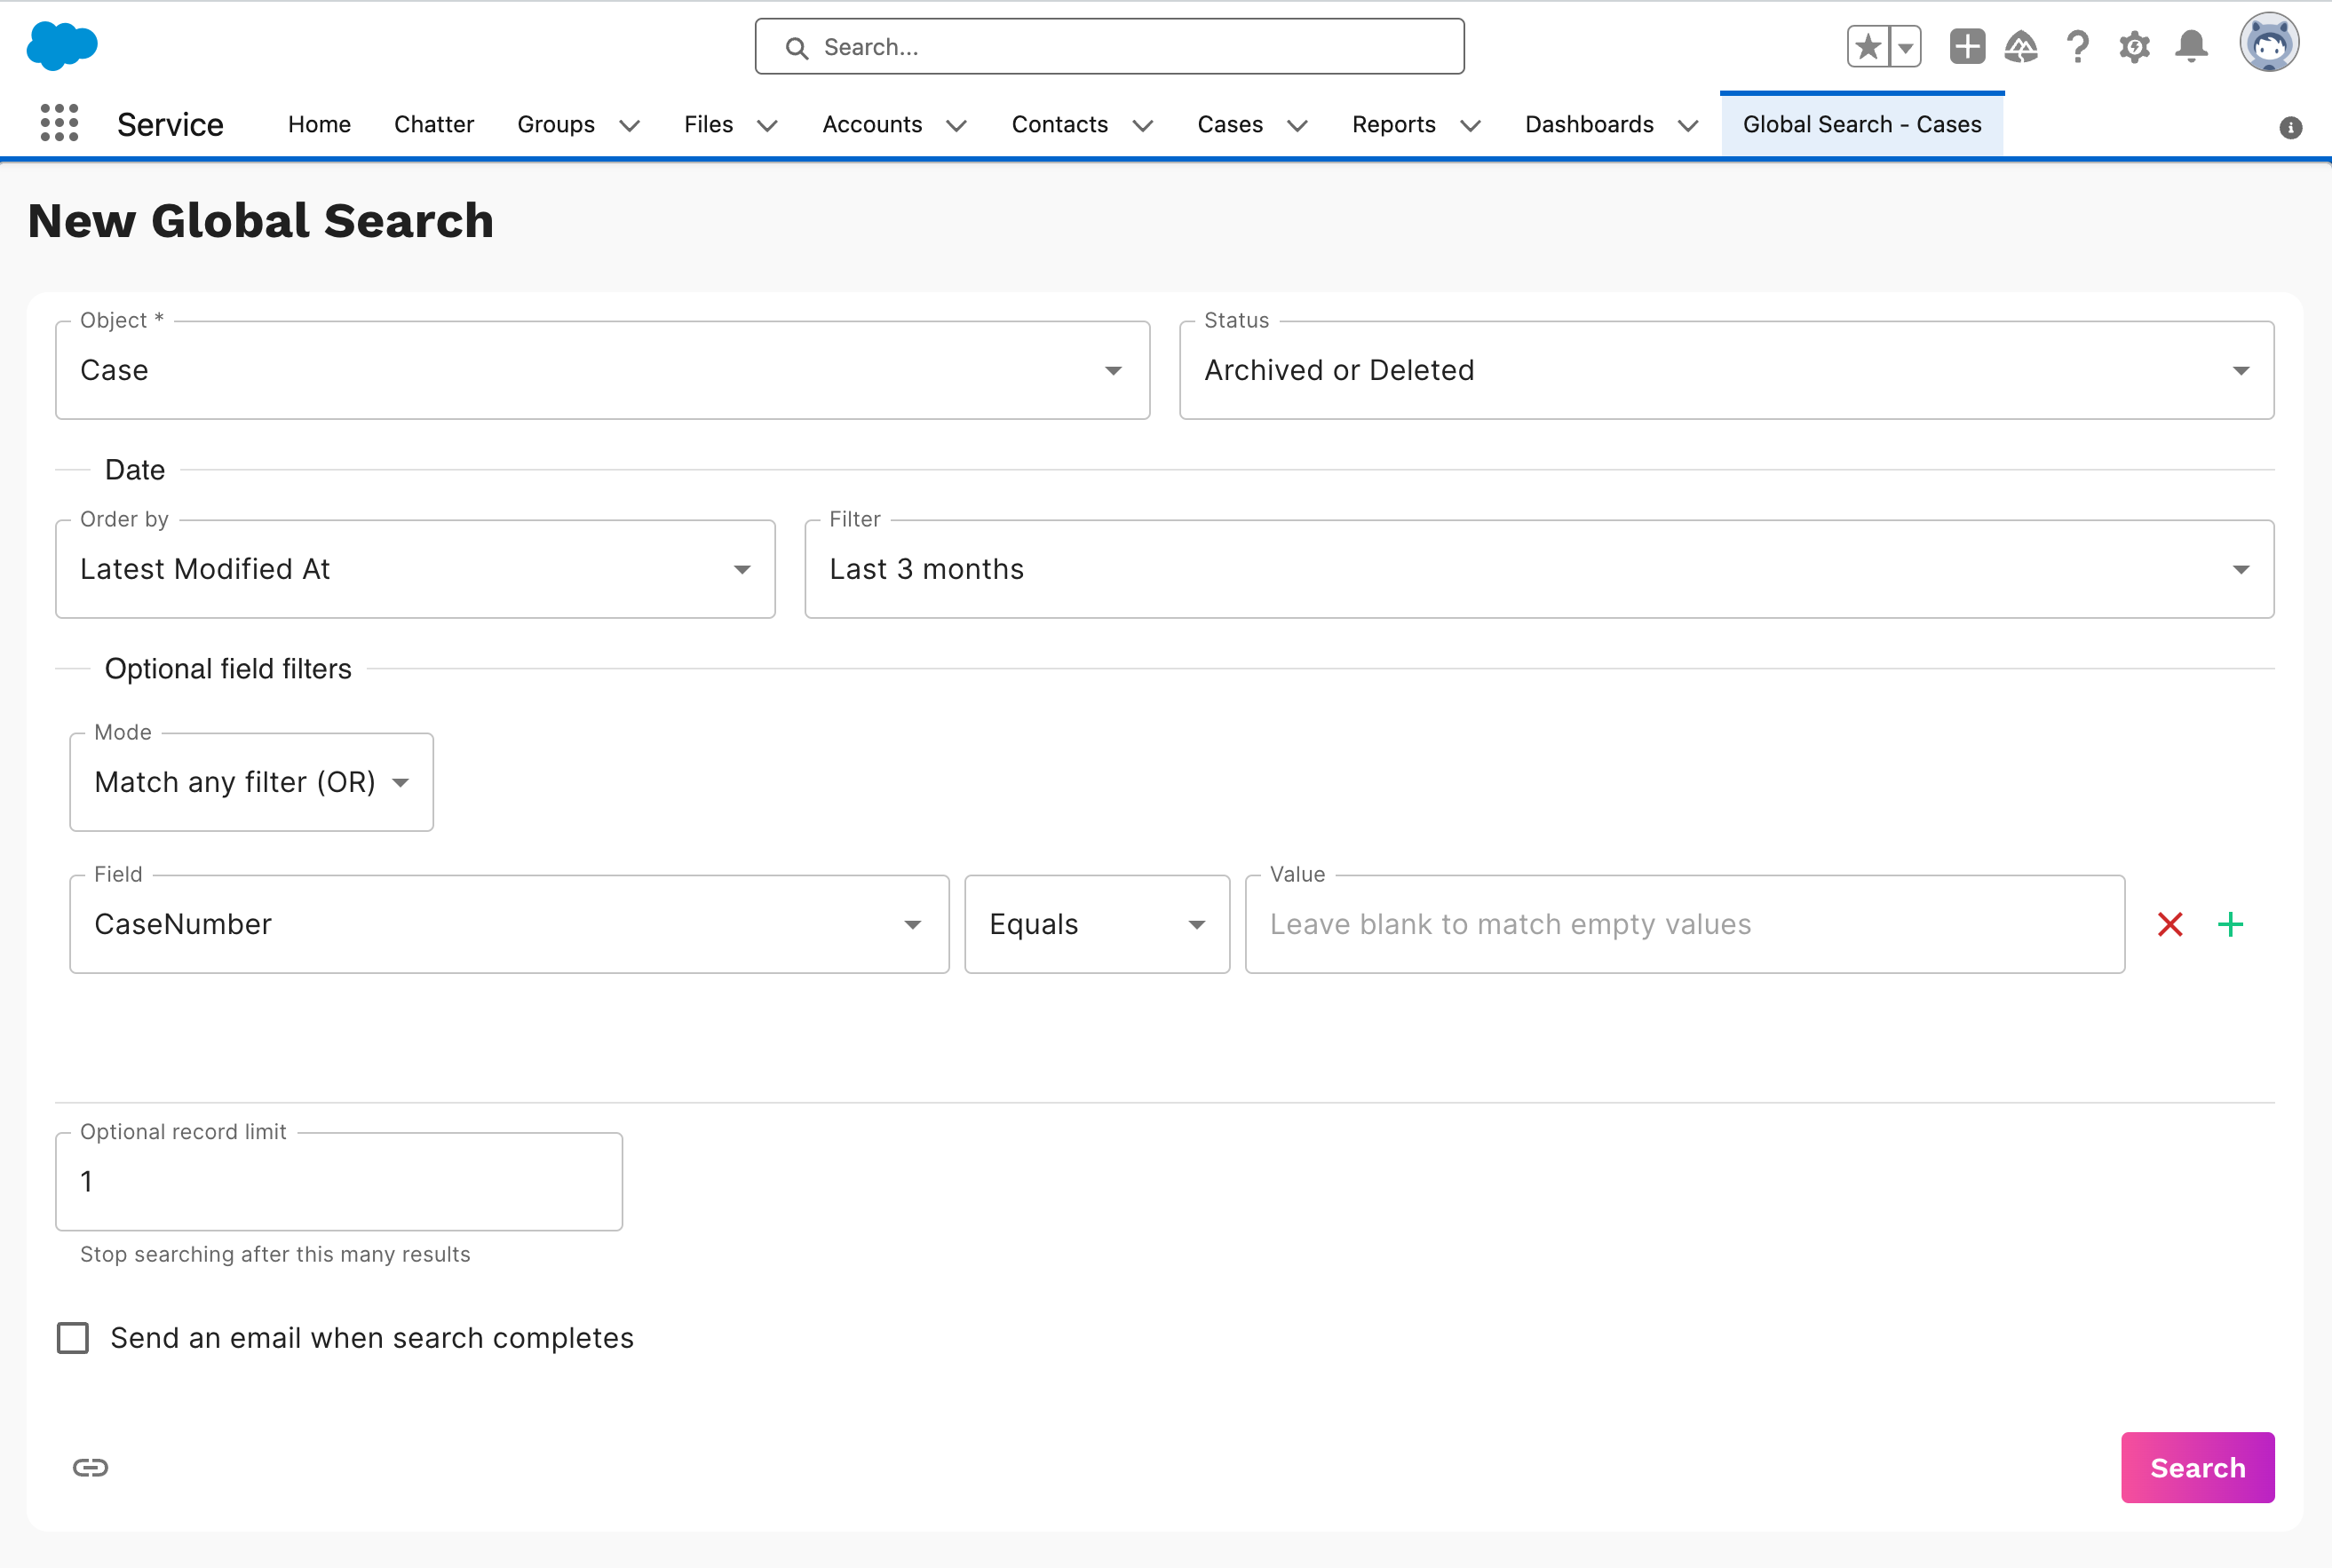 Search...
Service Home Chatter Groups Files Accounts Contacts Cases Reports Dashboards Global Search - Cases
New Global Search
Object * Status
Case Archived or Deleted
Date
Order by Filter
Latest Modified At Last 3 months
Optional field filters
Mode
Match any filter (OR)
Field Value
CaseNumber Equals Leave blank to match empty values
Optional record limit
1
Stop searching after this many results
Send an email when search completes
Search